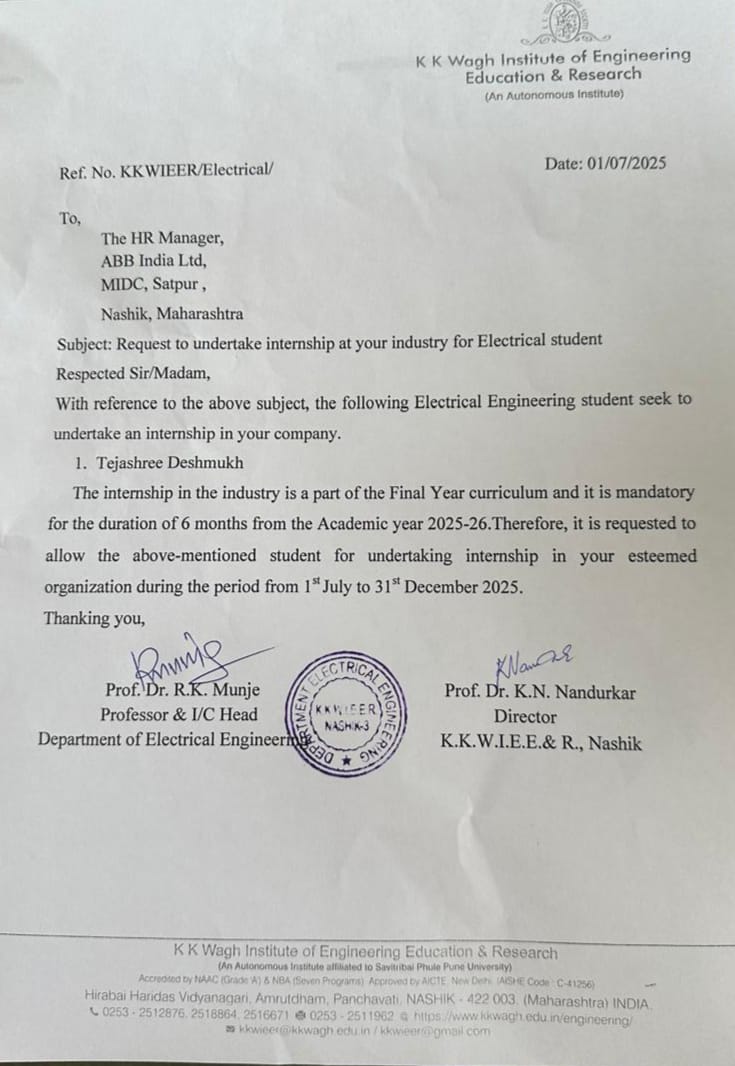 K K Wagh Institute of Engineering
Education & Research
(An Autonomous Institute)
Ref. No. KKWIEER/Electrical/
Date: 01/07/2025
To,
The HR Manager,
ABB India Ltd,
MIDC, Satpur ,
Nashik, Maharashtra
Subject: Request to undertake internship at your industry for Electrical student
Respected Sir/Madam,
With reference to the above subject, the following Electrical Engineering student seek to
undertake an internship in your company.
1. Tejashree Deshmukh
The internship in the industry is a part of the Final Year curriculum and it is mandatory
for the duration of 6 months from the Academic year 2025-26.Therefore, it is requested to
allow the above-mentioned student for undertaking internship in your esteemed
organization during the period from 1st July to 31st December 2025.
Thanking you,
Prof. Dr. R.K. Munje
Professor & I/C Head
Department of Electrical Engineering
DEPARTMENT ELECTRICAL ENGINEERING
KKWIEER
NASHIK-3
Prof. Dr. K.N. Nandurkar
Director
K.K.W.I.E.E.& R., Nashik
K K Wagh Institute of Engineering Education & Research
(An Autonomous Institute affiliated to Savitribai Phule Pune University)
Accredited by NAAC (Grade 'A') & NBA (Seven Programs) Approved by AICTE, New Delhi. (AISHE Code : C-41256)
Hirabai Haridas Vidyanagari, Amrutdham, Panchavati, NASHIK - 422 003. (Maharashtra) INDIA.
0253 - 2512876, 2518864, 2516671 0253 - 2511962 https://www.kkwagh.edu.in/engineering/
kkwieer@kkwagh.edu.in / kkwieer@gmail.com